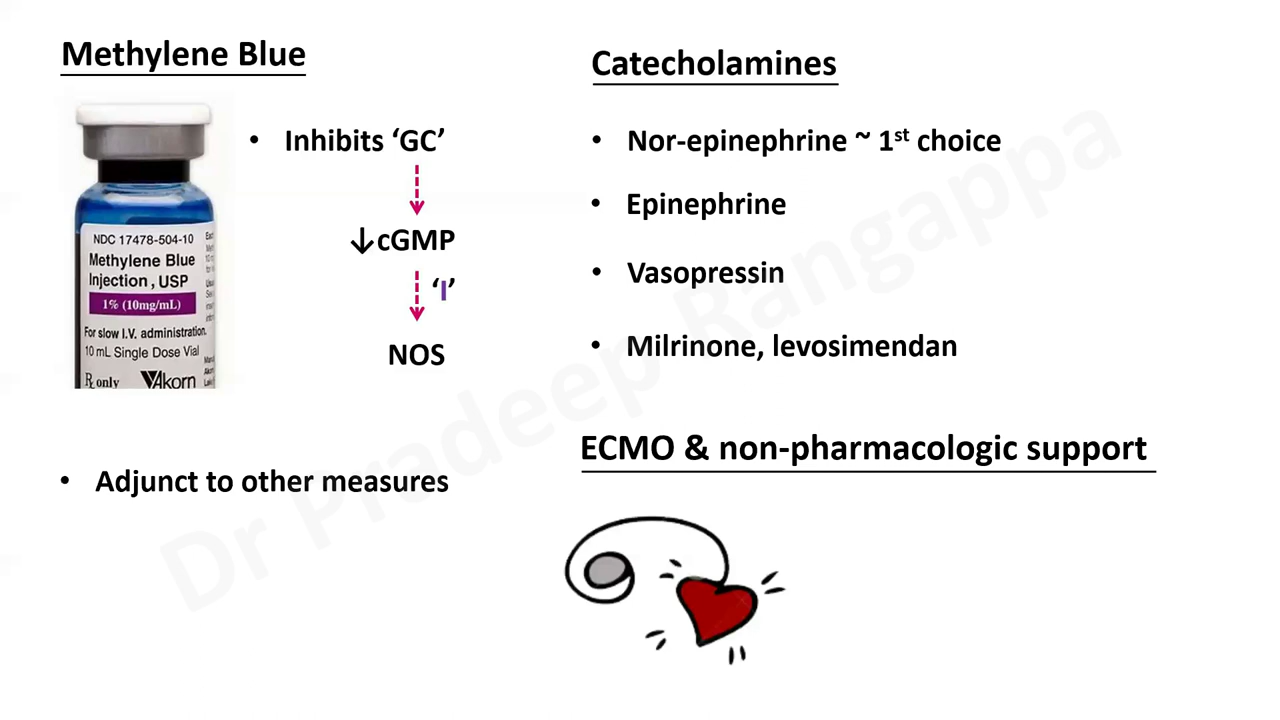 Methylene Blue
• Inhibits ‘GC’
↓cGMP
‘I’
NOS
NDC 17478-504-10
Methylene Blue
Injection, USP
1% (10mg/mL)
For slow I.V. administration.
10 mL Single Dose Vial
Rx only
Akorn
• Adjunct to other measures
Catecholamines
• Nor-epinephrine ~ 1st choice
• Epinephrine
• Vasopressin
• Milrinone, levosimendan
ECMO & non-pharmacologic support
Dr Pradeep Rangappa